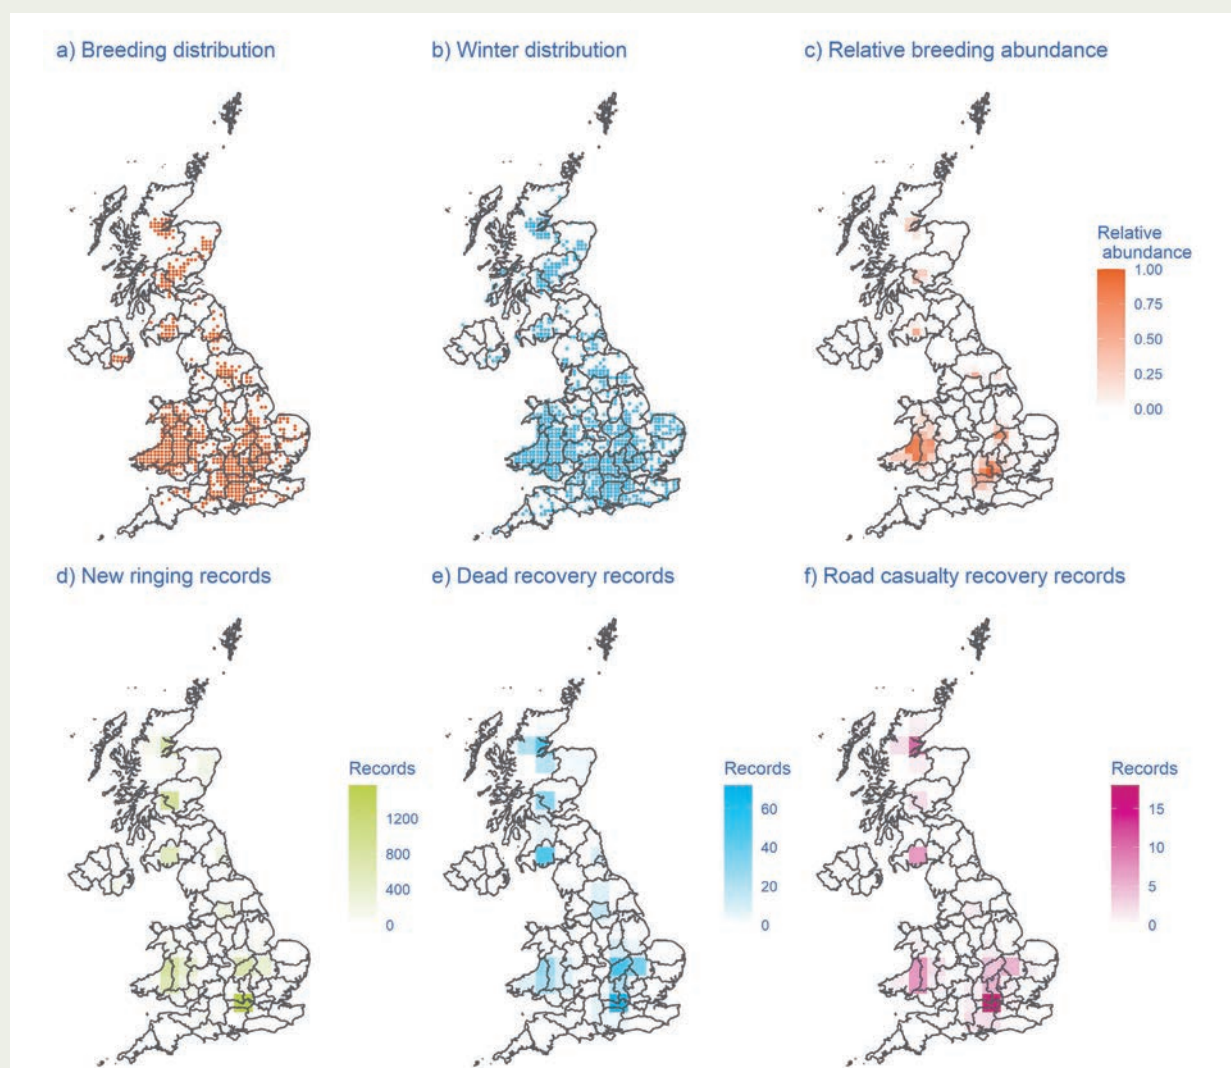 a) Breeding distribution
b) Winter distribution
c) Relative breeding abundance
Relative
abundance
1.00
0.75
0.50
0.25
0.00
d) New ringing records
e) Dead recovery records
f) Road casualty recovery records
Records
1200
800
400
0
Records
60
40
20
0
Records
15
10
5
0